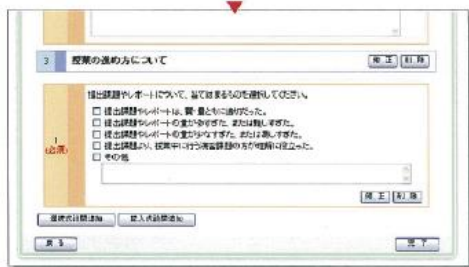 3 授業の進め方について 修正 削除
提出課題やレポートについて、当てはまるものを選択してください。
□ 提出課題やレポートは、質・量ともに適切だった。
□ 提出課題やレポートの量が多すぎた、または難しすぎた。
□ 提出課題やレポートの量が少なすぎた、または易しすぎた。
□ 提出課題より、授業中に行う演習課題の方が理解に役立った。
□ その他
1
(必須)
修正 削除
選択式設問追加 記入式設問追加
戻る 完了